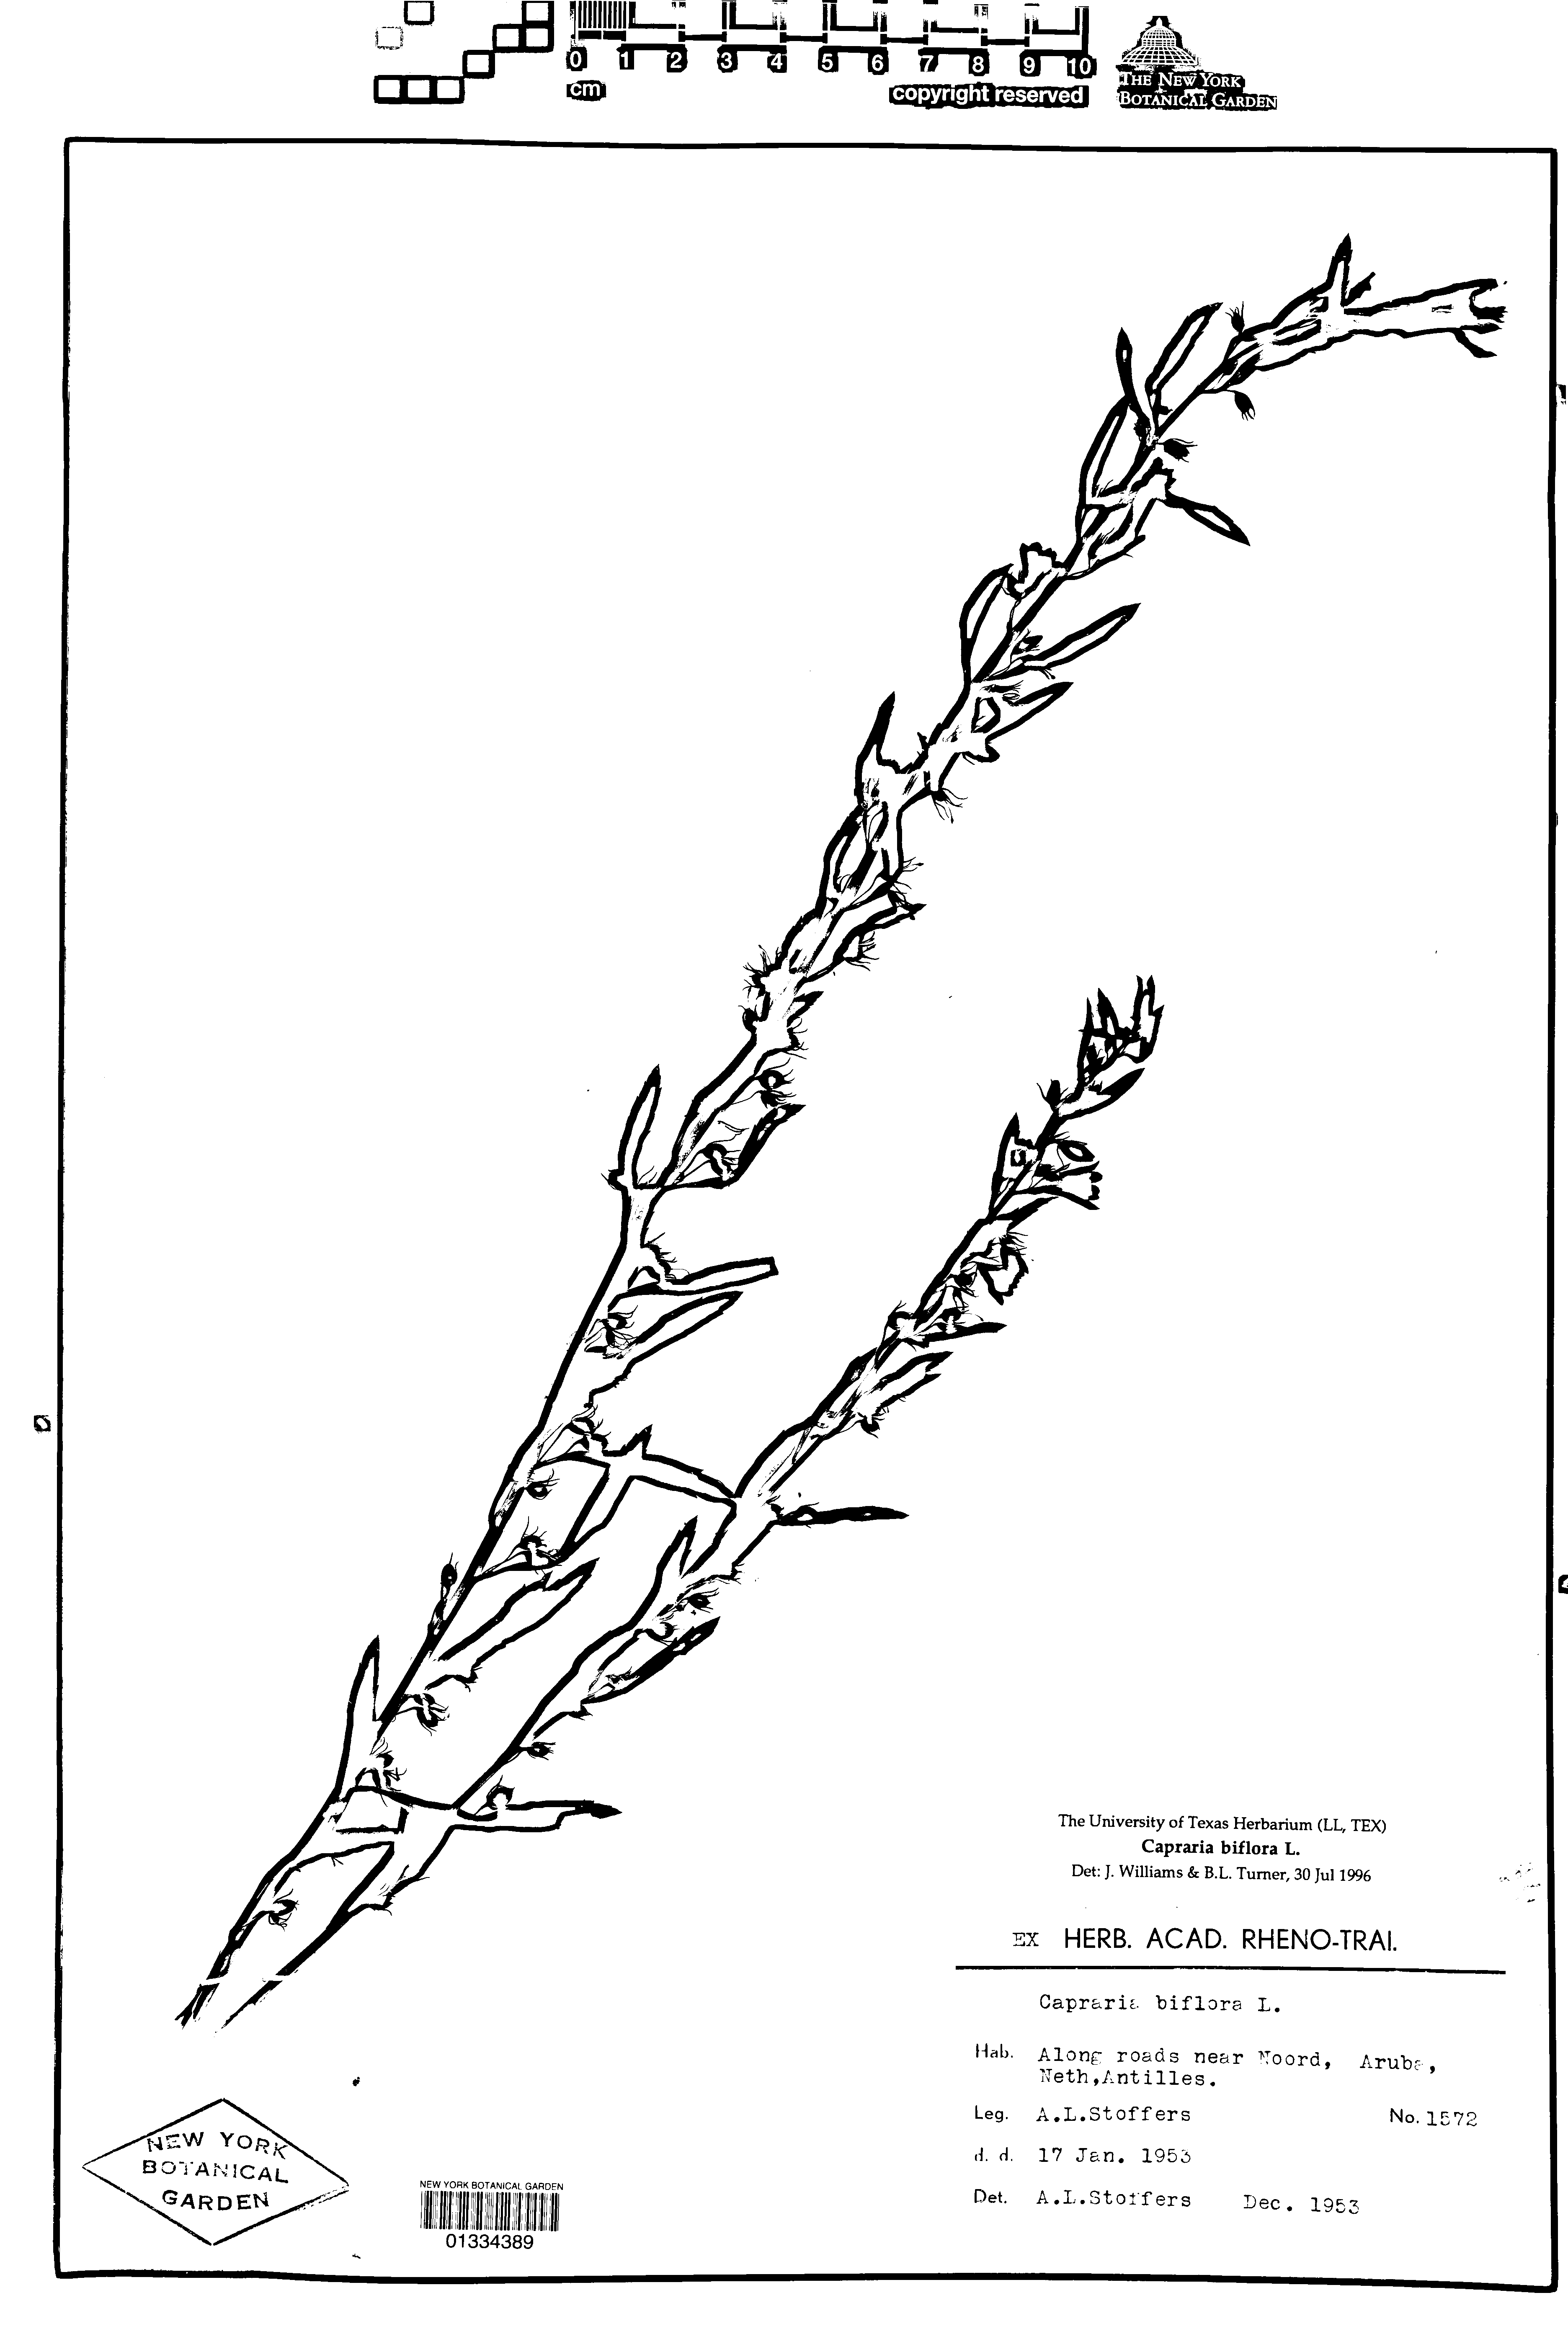 0 1 2 3 4 5 6 7 8 9 10
cm
copyright reserved
THE NEW YORK
BOTANICAL GARDEN
The University of Texas Herbarium (LL, TEX)
Capraria biflora L.
Det: J. Williams & B.L. Turner, 30 Jul 1996
EX HERB. ACAD. RHENO-TRAI.
Capraria biflora L.
Hab. Along roads near Noord, Aruba,
Neth,Antilles.
Leg. A.L.Stoffers No. 1572
d. d. 17 Jan. 1953
Det. A.L.Stoffers Dec. 1953
NEW YORK
BOTANICAL
GARDEN
NEW YORK BOTANICAL GARDEN
01334389